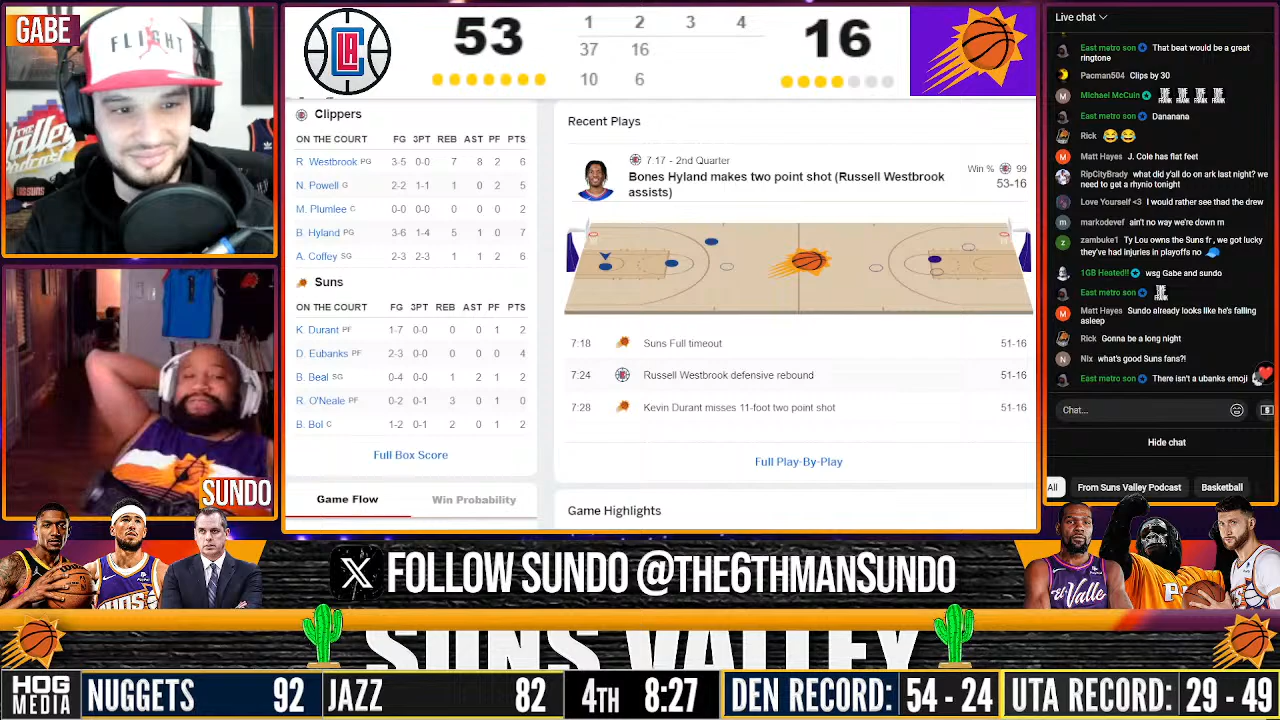 GABE
FLIGHT
THE
Valley
Podcast
LA
53
1 2 3 4
37 16
10 6
16
Clippers
ON THE COURT FG 3PT REB AST PF PTS
R. Westbrook PG 3-5 0-0 7 8 2 6
N. Powell G 2-2 1-1 1 0 2 5
M. Plumlee C 0-0 0-0 0 0 0 2
B. Hyland PG 3-6 1-4 5 1 0 7
A. Coffey SG 2-3 2-3 1 1 2 6
Suns
ON THE COURT FG 3PT REB AST PF PTS
K. Durant PF 1-7 0-0 0 0 1 2
D. Eubanks PF 2-3 0-0 0 0 0 4
B. Beal SG 0-4 0-0 1 2 1 2
R. O'Neale PF 0-2 0-1 3 0 1 0
B. Bol C 1-2 0-1 2 0 1 2
Full Box Score
Game Flow Win Probability
Recent Plays
7:17 - 2nd Quarter
Bones Hyland makes two point shot (Russell Westbrook
assists)
Win % 99
53-16
7:18 Suns Full timeout 51-16
7:24 Russell Westbrook defensive rebound 51-16
7:28 Kevin Durant misses 11-foot two point shot 51-16
Full Play-By-Play
Game Highlights
Live chat
East metro son That beat would be a great
ringtone
Pacman504 Clips by 30
Michael McCuin
East metro son Dananana
Rick 😂😂
Matt Hayes J. Cole has flat feet
RipCityBrady what did y'all do on ark last night? we
need to get a rhynio tonight
Love Yourself <3 I would rather see thad the drew
markodevef ain't no way we're down rn
zambuke1 Ty Lou owns the Suns fr , we got lucky
they've had injuries in playoffs no 🧢
1GB Heated!! wsg Gabe and sundo
East metro son
Matt Hayes Sundo already looks like he's falling
asleep
Rick Gonna be a long night
Nix what's good Suns fans?!
East metro son There isn't a ubanks emoji
Chat...
Hide chat
All From Suns Valley Podcast Basketball
SUNDO
X FOLLOW SUNDO @THE6THMANSUNDO
SUNS VALLEY
HOG
MEDIA
NUGGETS 92 JAZZ 82 4TH 8:27 DEN RECORD: 54 - 24 UTA RECORD: 29 - 49